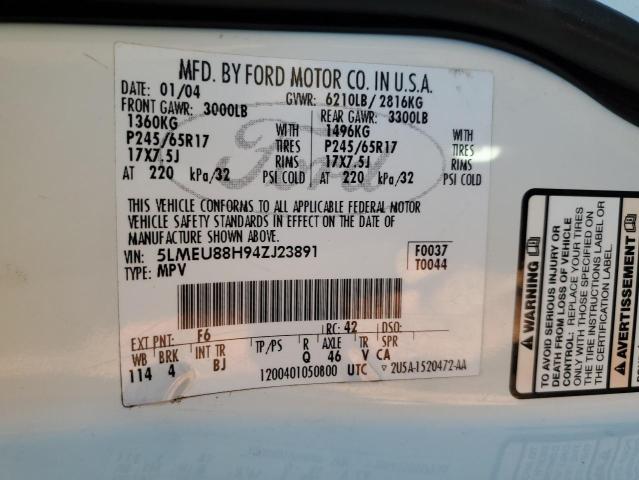 MFD. BY FORD MOTOR CO. IN U.S.A.
DATE: 01/04 GVWR: 6210LB / 2816KG
FRONT GAWR: 3000LB REAR GAWR: 3300LB
1360KG WITH 1496KG WITH
P245/65R17 TIRES P245/65R17 TIRES
17X7.5J RIMS 17X7.5J RIMS
AT 220 kPa/32 PSI COLD AT 220 kPa/32 PSI COLD
Ford
THIS VEHICLE CONFORMS TO ALL APPLICABLE FEDERAL MOTOR
VEHICLE SAFETY STANDARDS IN EFFECT ON THE DATE OF
MANUFACTURE SHOWN ABOVE.
VIN: 5LMEU88H94ZJ23891 F0037
TYPE: MPV T0044
EXT PNT: F6 RC: 42 DSO:
WB BRK INT TR TP/PS R AXLE TR SPR
114 4 BJ Q 46 V CA
1200401050800 UTC ▽ 2U5A-1520472-AA
TO AVOID SERIOUS INJURY OR
DEATH FROM LOSS OF VEHICLE
CONTROL: REPLACE YOUR TIRES
ONLY WITH THOSE SPECIFIED ON
THE TIRE INSTRUCTIONS LABEL OR
THE CERTIFICATION LABEL.
AVERTISSEMENT